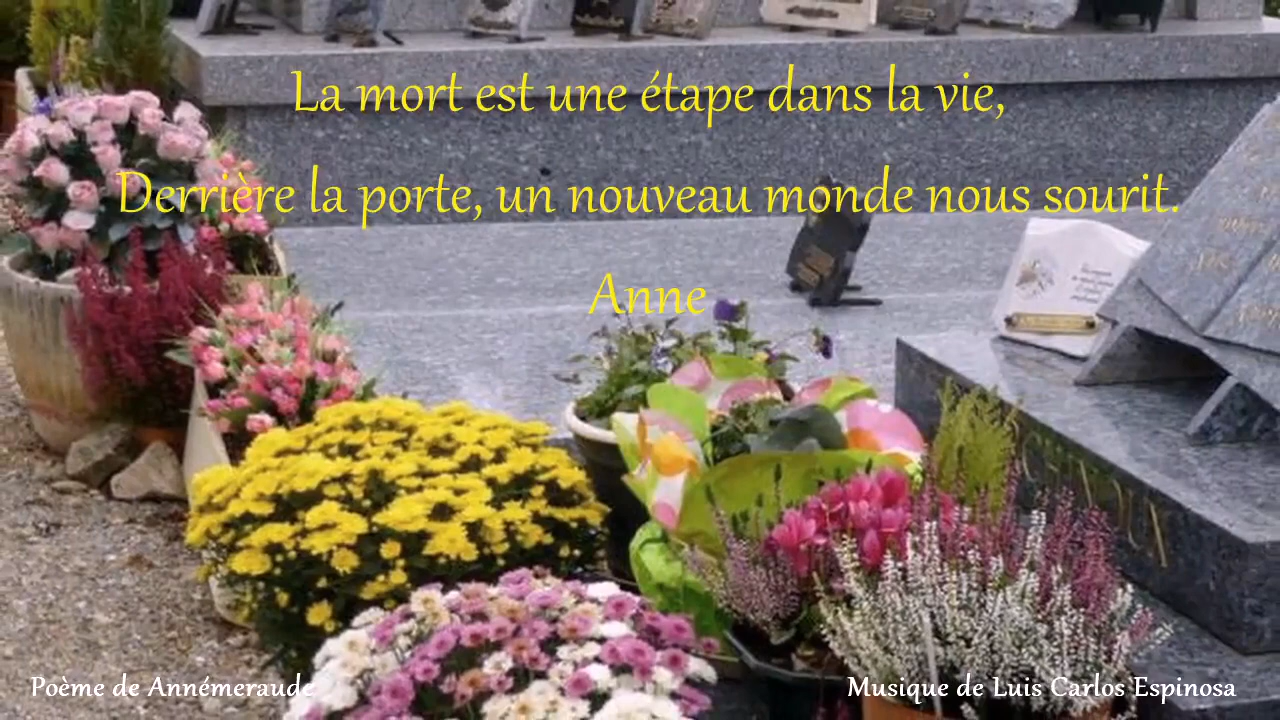 La mort est une étape dans la vie,
Derrière la porte, un nouveau monde nous sourit.
Anne
Poème de Annémeraude
Musique de Luis Carlos Espinosa